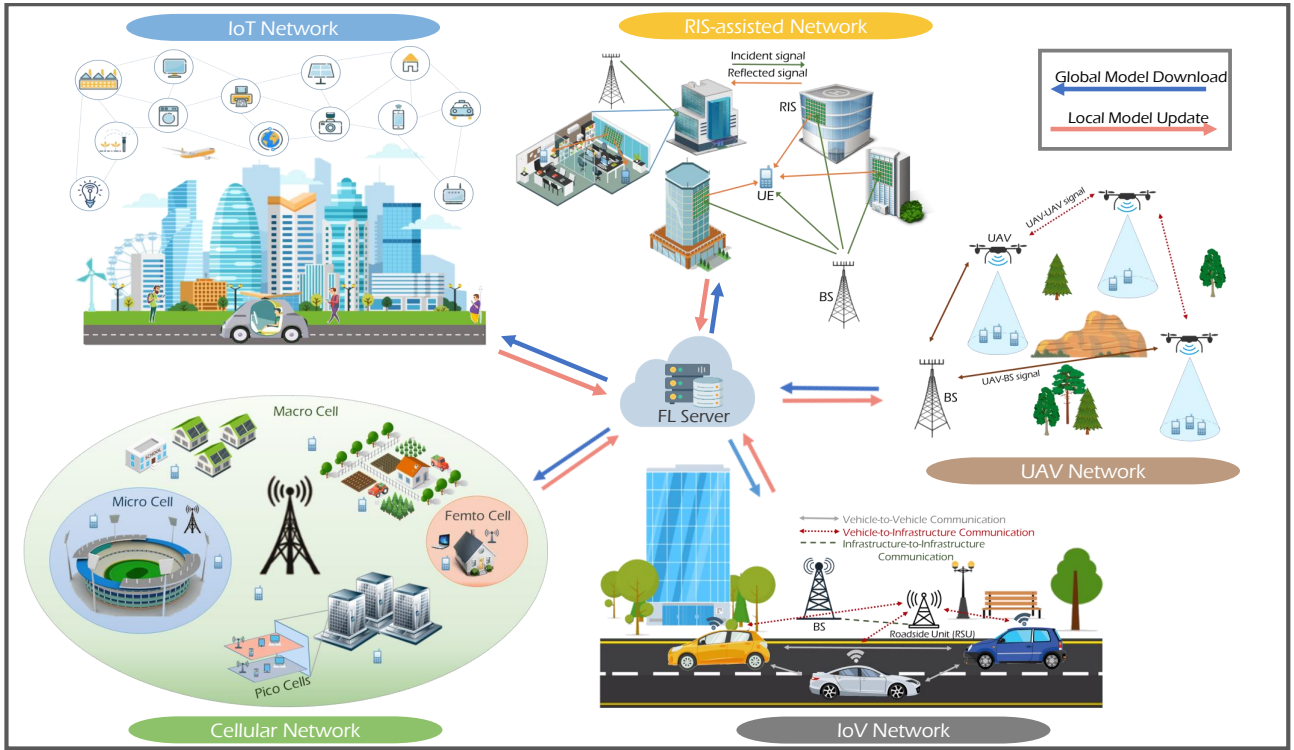 IoT Network
RIS-assisted Network
Incident signal
Reflected signal
RIS
UE
BS
Global Model Download
Local Model Update
UAV-UAV signal
UAV
UAV-BS signal
BS
UAV Network
FL Server
Macro Cell
SCHOOL
Micro Cell
Femto Cell
Pico Cells
Cellular Network
Vehicle-to-Vehicle Communication
Vehicle-to-Infrastructure Communication
Infrastructure-to-Infrastructure
Communication
BS
Roadside Unit (RSU)
IoV Network